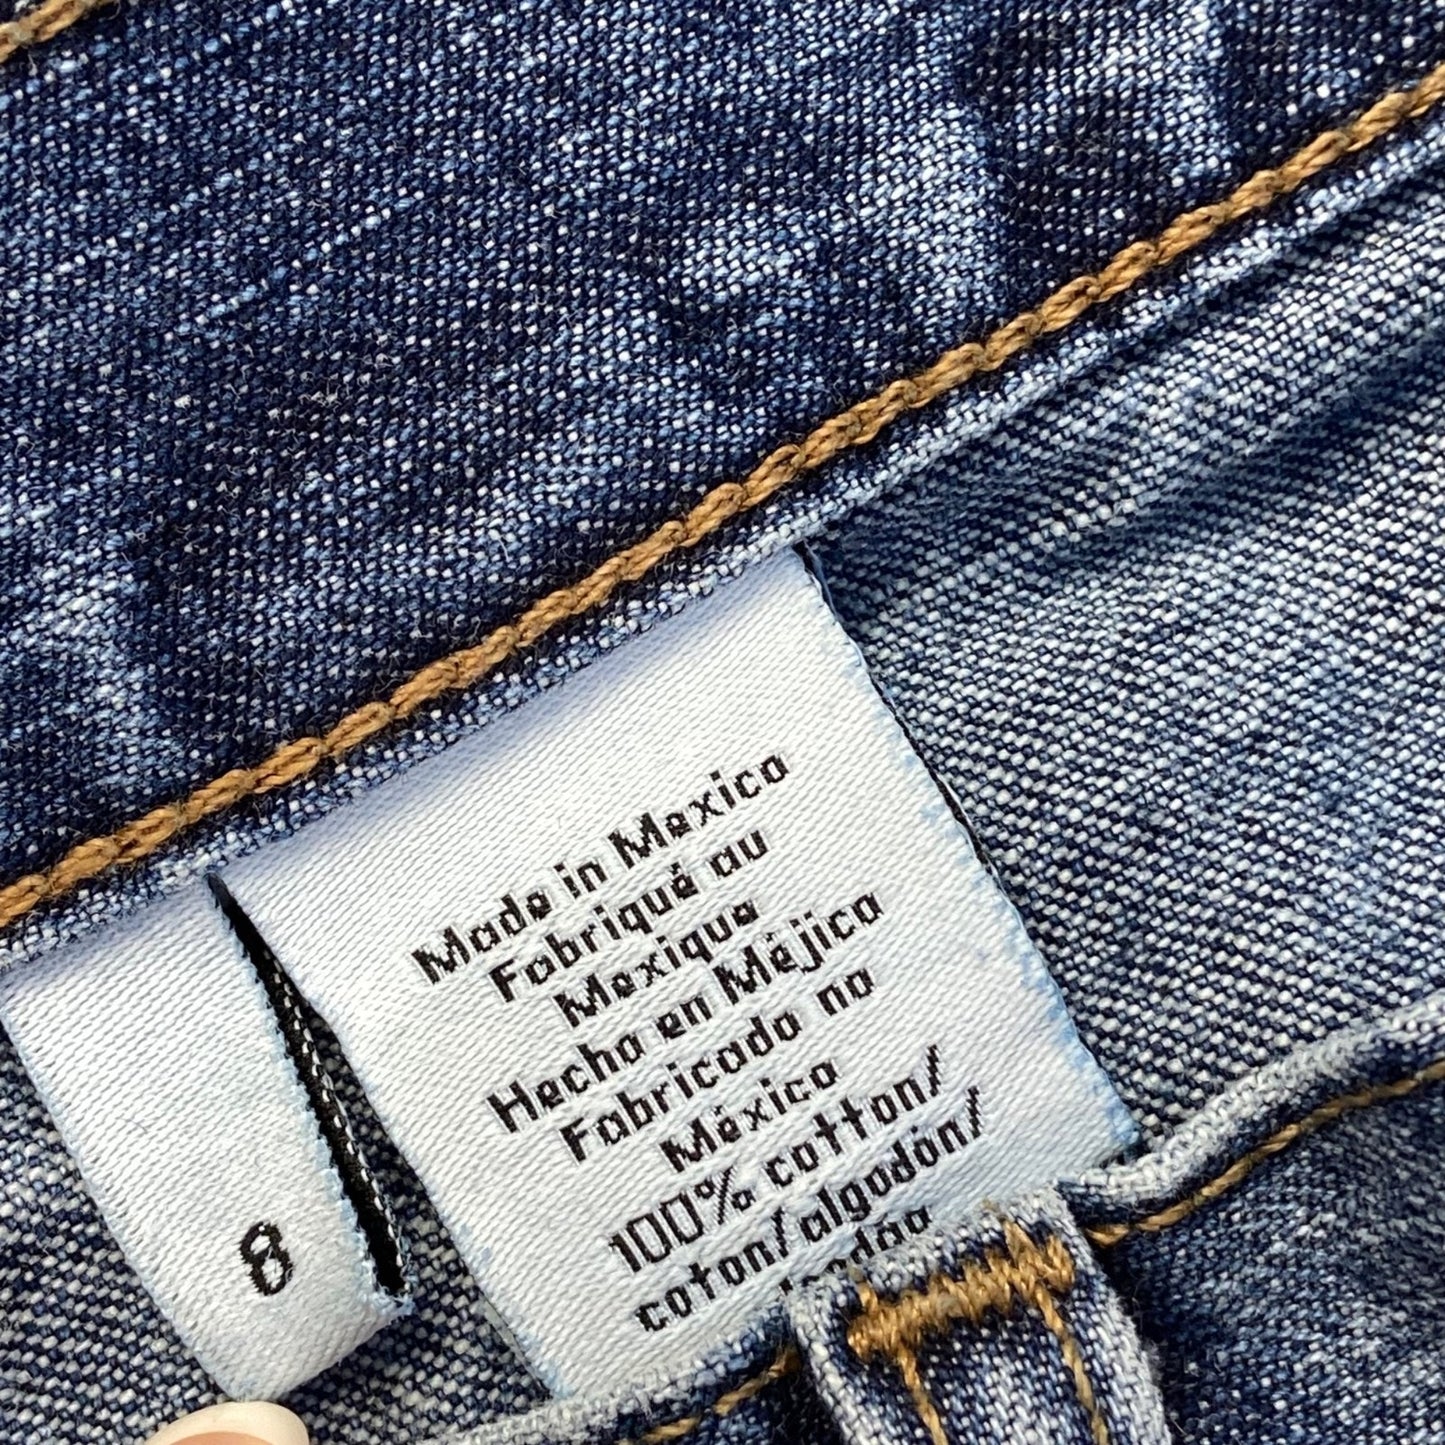 Made in Mexico
Fabriqué au
Mexique
Hecho en Méjico
Fabricado no
México
100% cotton/
coton/algodón/
8